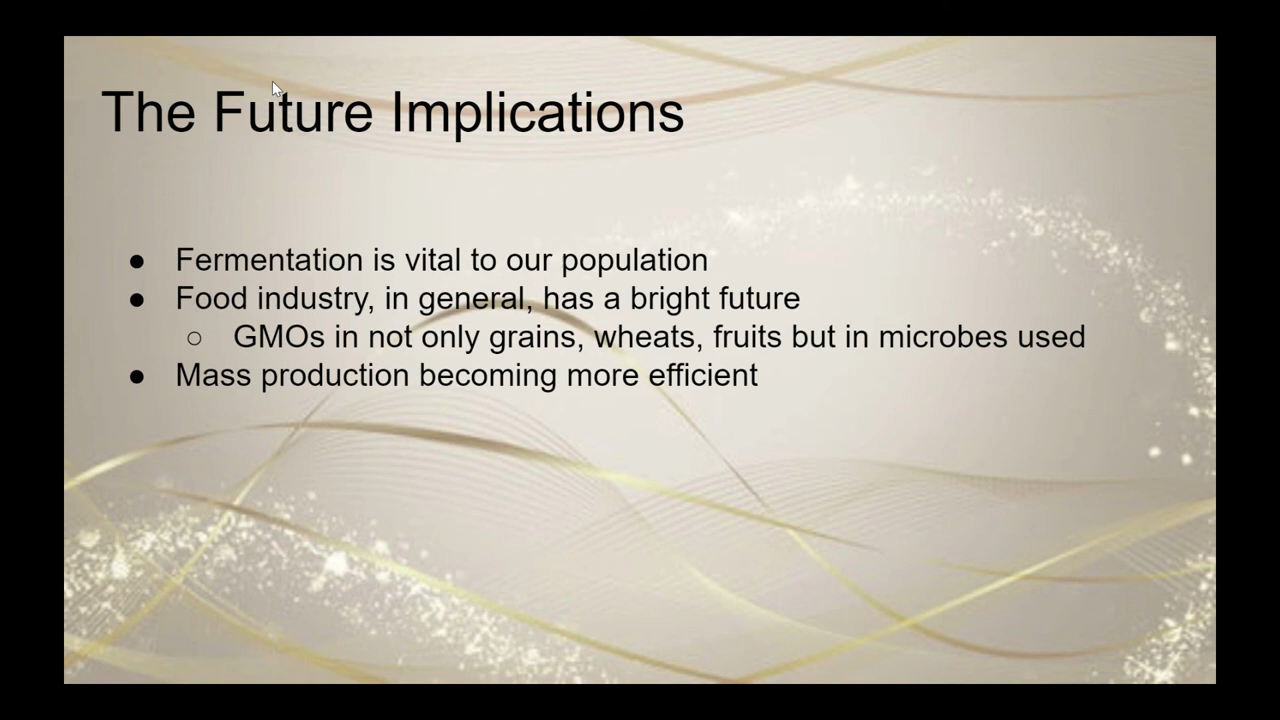 The Future Implications
● Fermentation is vital to our population
● Food industry, in general, has a bright future
○ GMOs in not only grains, wheats, fruits but in microbes used
● Mass production becoming more efficient